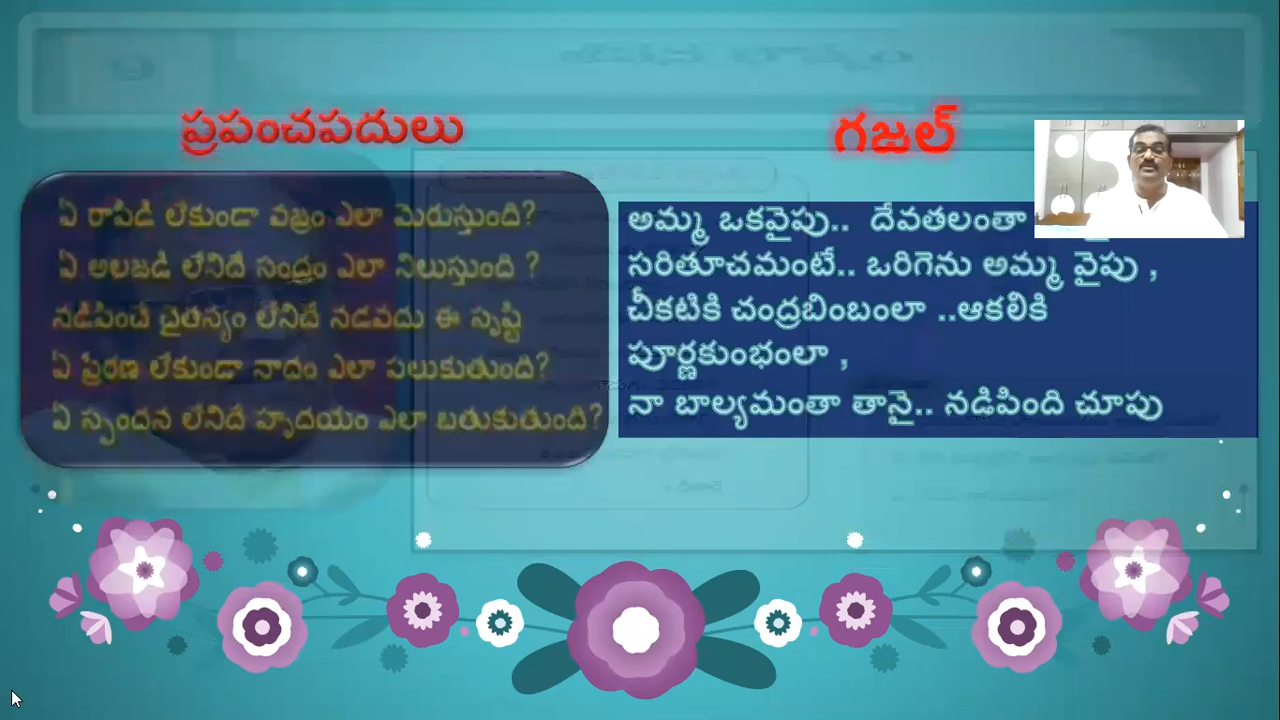 ప్రపంచపదులు
ఏ రాపిడి లేకుండా వజ్రం ఎలా మెరుస్తుంది?
ఏ అలజడి లేనిదే సంద్రం ఎలా నిలుస్తుంది ?
నడిపించే చైతన్యం లేనిదే నడవదు ఈ సృష్టి
ఏ ప్రేరణ లేకుండా నాదం ఎలా పలుకుతుంది?
ఏ స్పందన లేనిదే హృదయం ఎలా బతుకుతుంది?
గజల్
అమ్మ ఒకవైపు.. దేవతలంతా
సరితూచమంటే.. ఒరిగెను అమ్మ వైపు ,
చీకటికి చంద్రబింబంలా ..ఆకలికి
పూర్ణకుంభంలా ,
నా బాల్యమంతా తానై.. నడిపింది చూపు